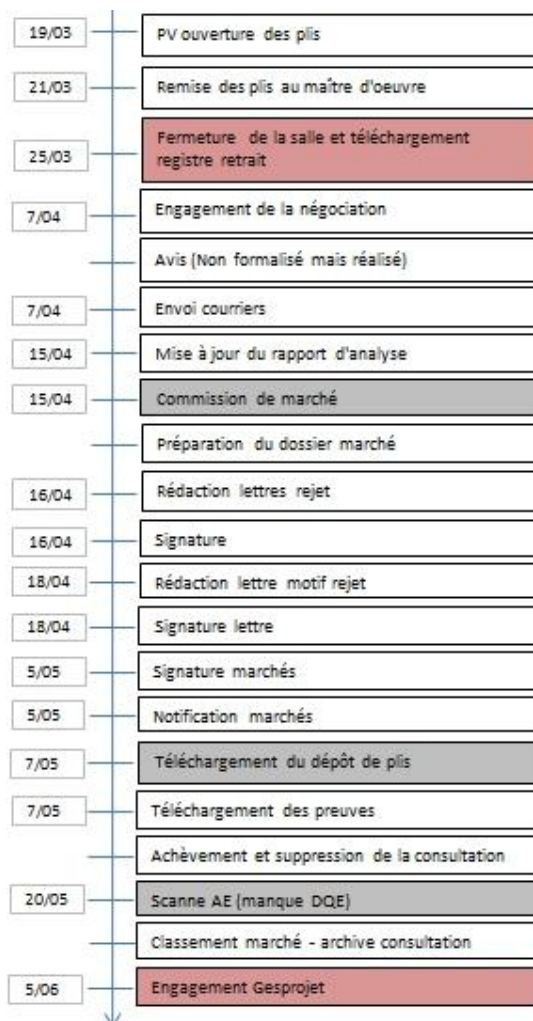 19/03 PV ouverture des plis
21/03 Remise des plis au maître d'oeuvre
25/03 Fermeture de la salle et téléchargement
registre retrait
7/04 Engagement de la négociation
Avis (Non formalisé mais réalisé)
7/04 Envoi courriers
15/04 Mise à jour du rapport d'analyse
15/04 Commission de marché
Préparation du dossier marché
16/04 Rédaction lettres rejet
16/04 Signature
18/04 Rédaction lettre motif rejet
18/04 Signature lettre
5/05 Signature marchés
5/05 Notification marchés
7/05 Téléchargement du dépôt de plis
7/05 Téléchargement des preuves
Achèvement et suppression de la consultation
20/05 Scanne AE (manque DQE)
Classement marché - archive consultation
5/06 Engagement Gesprojet